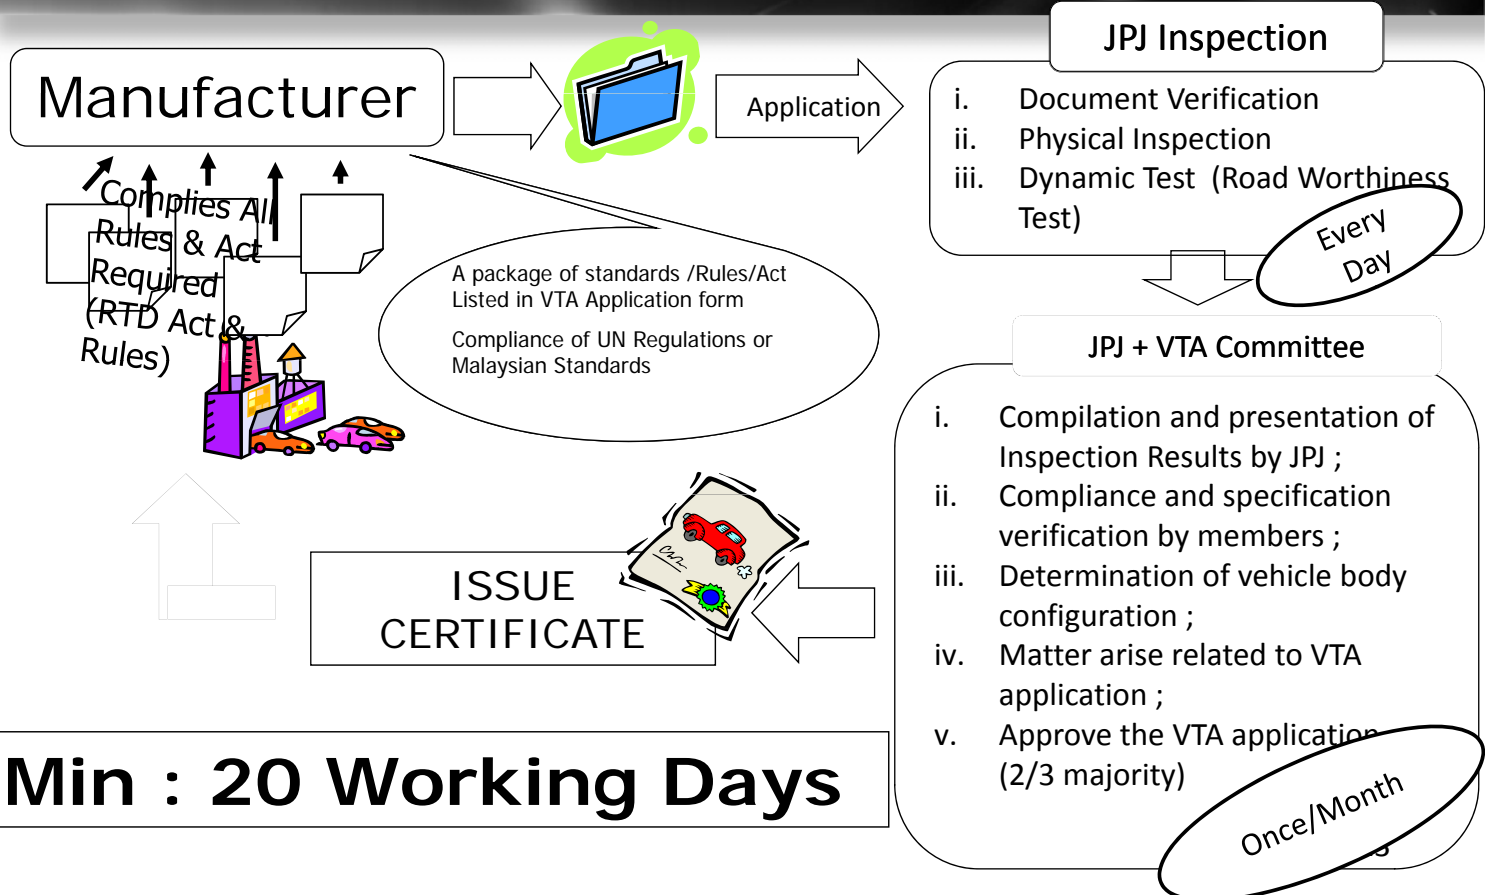 JPJ Inspection
Manufacturer
Application
i. Document Verification
ii. Physical Inspection
iii. Dynamic Test (Road Worthiness
Test)
Every
Day
Complies All
Rules & Act
Required
(RTD Act &
Rules)
A package of standards /Rules/Act
Listed in VTA Application form
Compliance of UN Regulations or
Malaysian Standards
JPJ + VTA Committee
i. Compilation and presentation of
Inspection Results by JPJ ;
ii. Compliance and specification
verification by members ;
iii. Determination of vehicle body
configuration ;
iv. Matter arise related to VTA
application ;
v. Approve the VTA application
(2/3 majority)
Once/Month
ISSUE
CERTIFICATE
Min : 20 Working Days